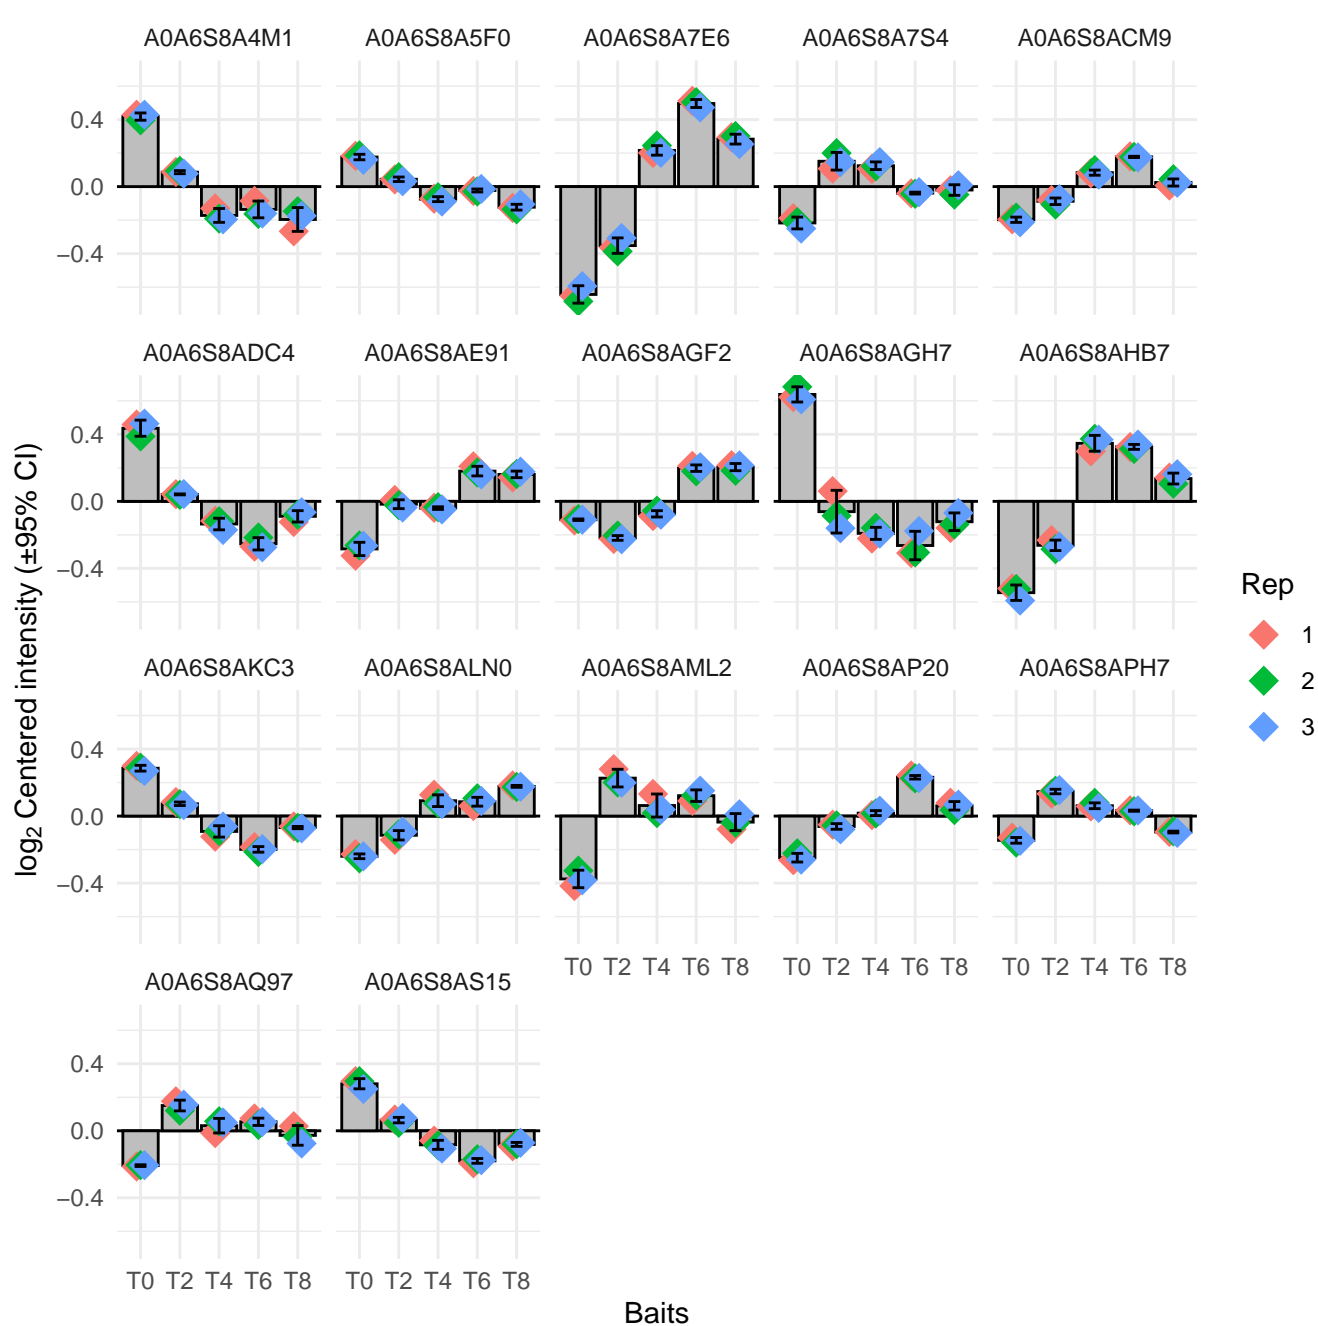 A0A6S8A4M1 A0A6S8A5F0 A0A6S8A7E6 A0A6S8A7S4 A0A6S8ACM9
0.4
0.0
−0.4
A0A6S8ADC4 A0A6S8AE91 A0A6S8AGF2 A0A6S8AGH7 A0A6S8AHB7
0.4
0.0
−0.4
A0A6S8AKC3 A0A6S8ALN0 A0A6S8AML2 A0A6S8AP20 A0A6S8APH7
0.4
0.0
−0.4
T0 T2 T4 T6 T8 T0 T2 T4 T6 T8 T0 T2 T4 T6 T8
A0A6S8AQ97 A0A6S8AS15
0.4
0.0
−0.4
T0 T2 T4 T6 T8 T0 T2 T4 T6 T8
Baits
log2 Centered intensity (±95% CI)
Rep
1
2
3